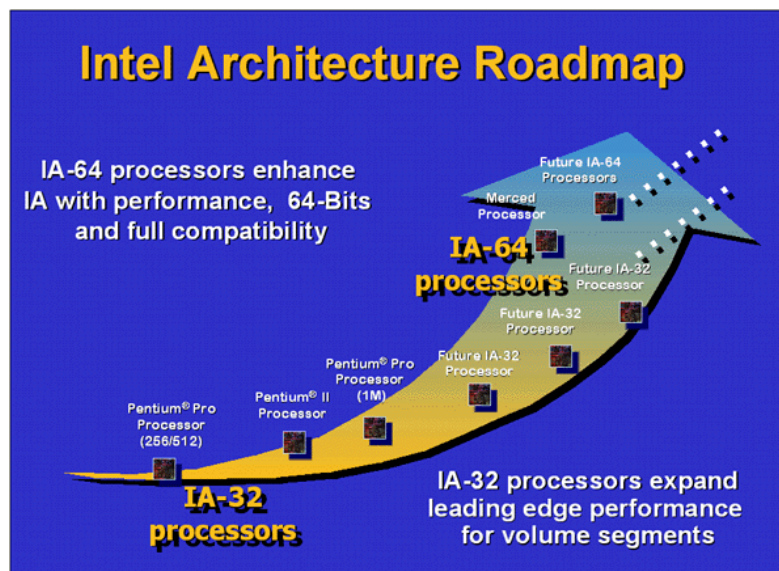 Intel Architecture Roadmap
IA-64 processors enhance
IA with performance, 64-Bits
and full compatibility
Future IA-64
Processors
Merced
Processor
IA-64
processors
Future IA-32
Processor
Future IA-32
Processor
Future IA-32
Processor
Pentium® Pro
Processor
(1M)
Pentium® II
Processor
Pentium® Pro
Processor
(256/512)
IA-32
processors
IA-32 processors expand
leading edge performance
for volume segments